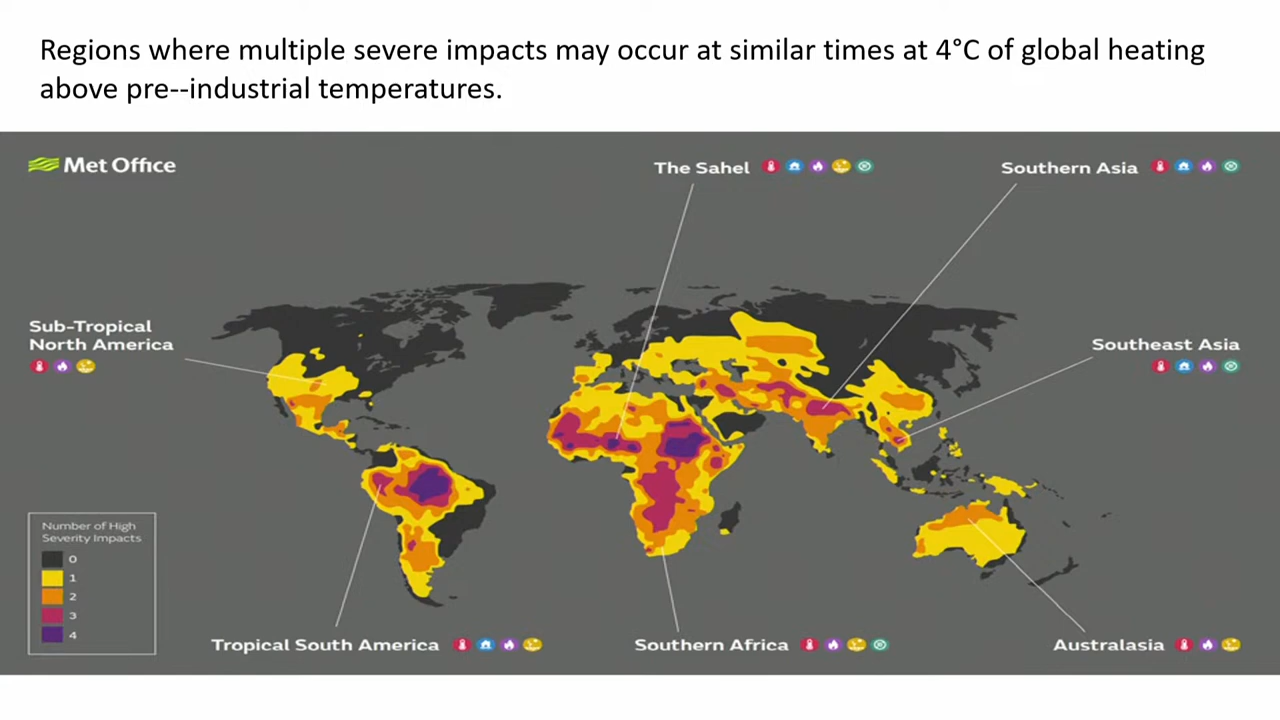 Regions where multiple severe impacts may occur at similar times at 4°C of global heating
above pre--industrial temperatures.
Met Office
The Sahel
Southern Asia
Sub-Tropical
North America
Southeast Asia
Number of High
Severity Impacts
0
1
2
3
4
Tropical South America
Southern Africa
Australasia